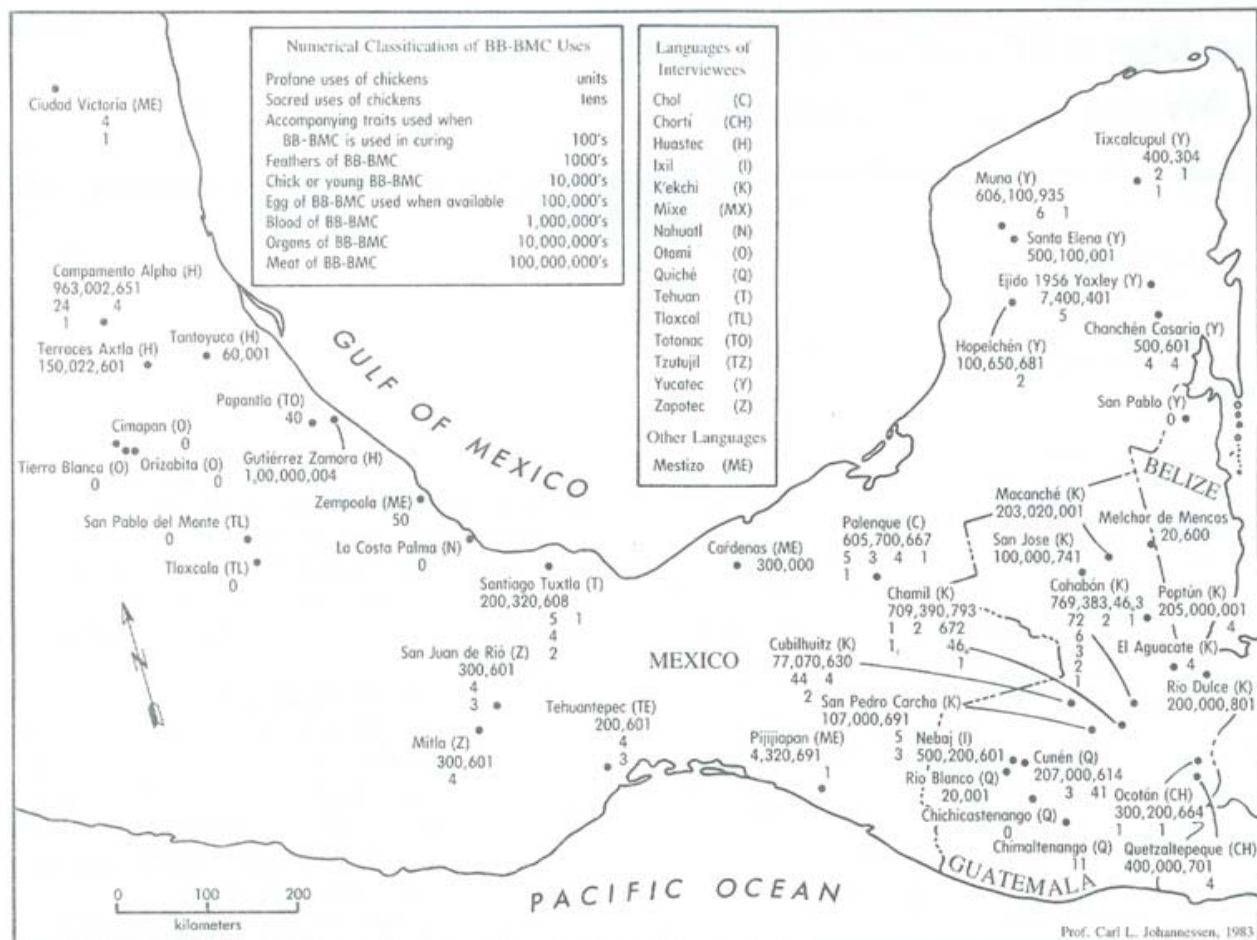 Numerical Classification of BB-BMC Uses
Profane uses of chickens units
Sacred uses of chickens tens
Accompanying traits used when
BB-BMC is used in curing 100's
Feathers of BB-BMC 1000's
Chick or young BB-BMC 10,000's
Egg of BB-BMC used when available 100,000's
Blood of BB-BMC 1,000,000's
Organs of BB-BMC 10,000,000's
Meat of BB-BMC 100,000,000's
Languages of
Interviewees
Chol (C)
Chortí (CH)
Huastec (H)
Ixil (I)
K'ekchi (K)
Mixe (MX)
Nahuatl (N)
Otomi (O)
Quiché (Q)
Tehuan (T)
Tlaxcal (TL)
Totonac (TO)
Tzutujil (TZ)
Yucatec (Y)
Zapotec (Z)
Other Languages
Mestizo (ME)
Ciudad Victoria (ME)
4
1
Campamento Alpha (H)
963,002,651
24 4
1
Terraces Axtla (H)
150,022,601
Tantoyuca (H)
60,001
Papantla (TO)
40
Cimapan (O)
0
Tierra Blanca (O)
0
Orizabita (O)
0
Gutiérrez Zamora (H)
1,00,000,004
Zempoala (ME)
50
San Pablo del Monte (TL)
0
Tlaxcala (TL)
0
La Costa Palma (N)
0
Santiago Tuxtla (T)
200,320,608
5 1
4
2
San Juan de Rió (Z)
300,601
4
3
Mitla (Z)
300,601
4
Tehuantepec (TE)
200,601
4
3
GULF OF MEXICO
MEXICO
Cárdenas (ME)
300,000
Pijijiapan (ME)
4,320,691
1
Tixcalcupul (Y)
400,304
2 1
1
Muna (Y)
606,100,935
6 1
Santa Elena (Y)
500,100,001
Ejido 1956 Yaxley (Y)
7,400,401
5
Hopelchén (Y)
100,650,681
2
Chanchén Casaria (Y)
500,601
4 4
San Pablo (Y)
0
BELIZE
Macanché (K)
203,020,001
Melchor de Mencos
20,600
Palenque (C)
605,700,667
5 3 4 1
1
San Jose (K)
100,000,741
Chamil (K)
709,390,793
1 2 672
1 46
1
Cahabón (K)
769,383,46,3
72 2 1
6
3
2
1
Poptún (K)
205,000,001
4
El Aguacate (K)
4
Rio Dulce (K)
200,000,801
Cubilhuitz (K)
77,070,630
44 4
2
San Pedro Carcha (K)
107,000,691
5
3
Nebaj (I)
500,200,601
Cunén (Q)
207,000,614
3 41
Rio Blanco (Q)
20,001
Chichicastenango (Q)
0
Chimaltenango (Q)
11
Ocotán (CH)
300,200,664
1 1
Quetzaltepeque (CH)
400,000,701
4
GUATEMALA
PACIFIC OCEAN
N
0 100 200
kilometers
Prof. Carl L. Johannessen, 1983